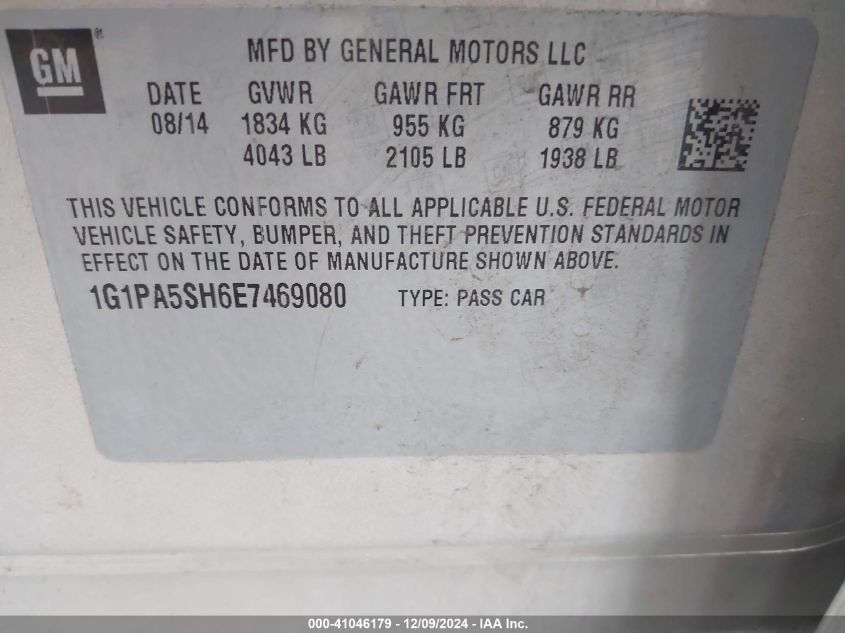 GM®
MFD BY GENERAL MOTORS LLC
DATE GVWR GAWR FRT GAWR RR
08/14 1834 KG 955 KG 879 KG
4043 LB 2105 LB 1938 LB
THIS VEHICLE CONFORMS TO ALL APPLICABLE U.S. FEDERAL MOTOR
VEHICLE SAFETY, BUMPER, AND THEFT PREVENTION STANDARDS IN
EFFECT ON THE DATE OF MANUFACTURE SHOWN ABOVE.
1G1PA5SH6E7469080 TYPE: PASS CAR
000-41046179 - 12/09/2024 - IAA Inc.